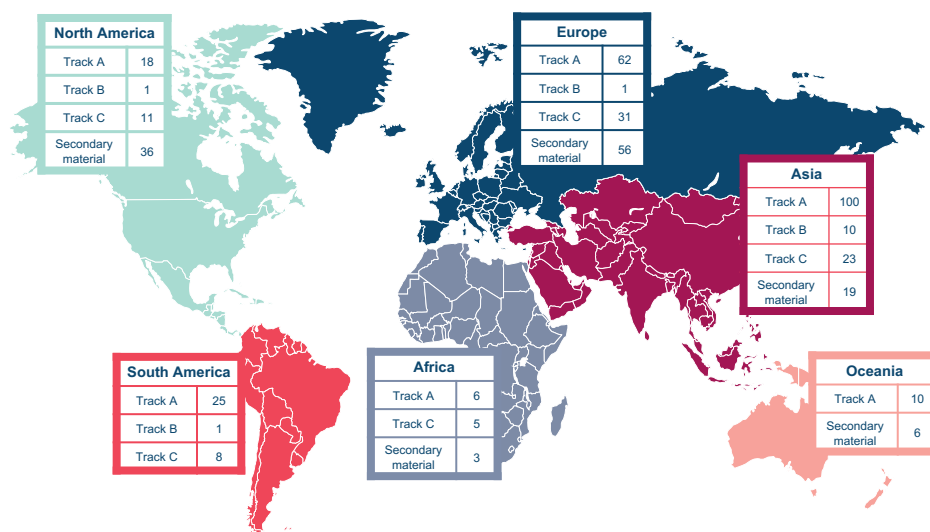 North America
Track A 18
Track B 1
Track C 11
Secondary
material 36
Europe
Track A 62
Track B 1
Track C 31
Secondary
material 56
Asia
Track A 100
Track B 10
Track C 23
Secondary
material 19
South America
Track A 25
Track B 1
Track C 8
Africa
Track A 6
Track C 5
Secondary
material 3
Oceania
Track A 10
Secondary
material 6